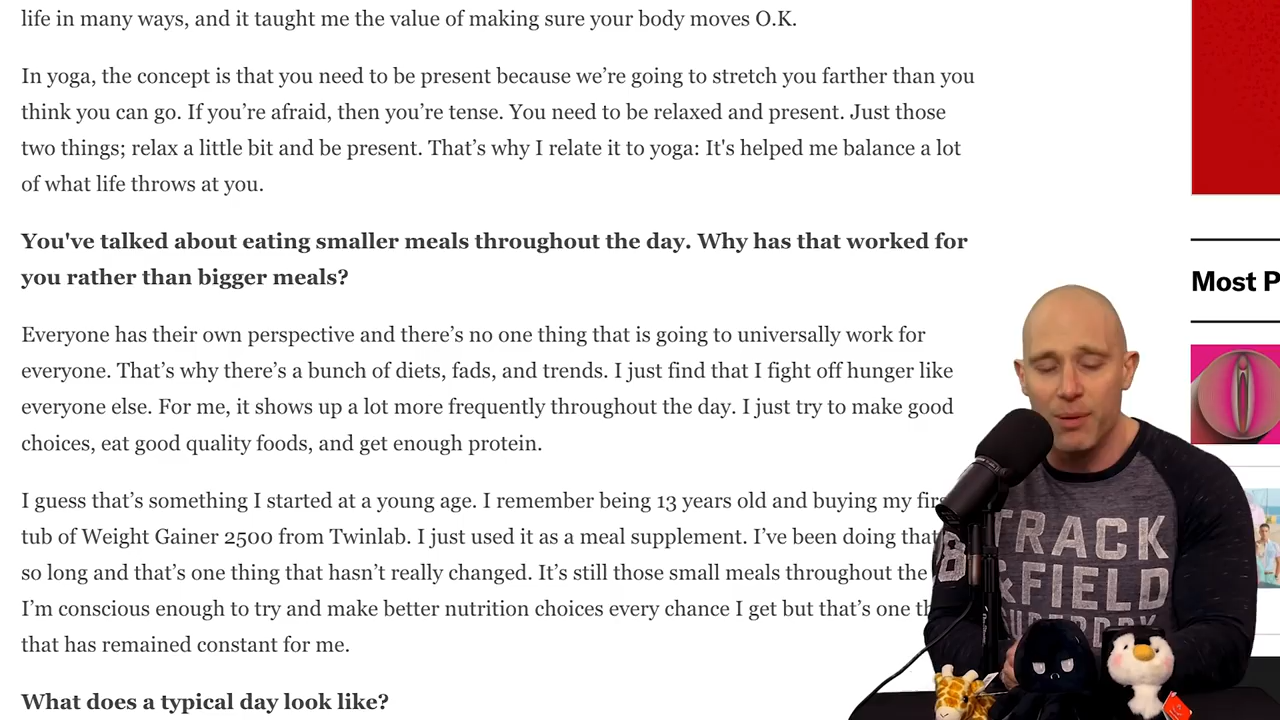 life in many ways, and it taught me the value of making sure your body moves O.K.
In yoga, the concept is that you need to be present because we’re going to stretch you farther than you
think you can go. If you’re afraid, then you’re tense. You need to be relaxed and present. Just those
two things; relax a little bit and be present. That’s why I relate it to yoga: It's helped me balance a lot
of what life throws at you.
You've talked about eating smaller meals throughout the day. Why has that worked for
you rather than bigger meals?
Everyone has their own perspective and there’s no one thing that is going to universally work for
everyone. That’s why there’s a bunch of diets, fads, and trends. I just find that I fight off hunger like
everyone else. For me, it shows up a lot more frequently throughout the day. I just try to make good
choices, eat good quality foods, and get enough protein.
I guess that’s something I started at a young age. I remember being 13 years old and buying my
tub of Weight Gainer 2500 from Twinlab. I just used it as a meal supplement. I’ve been doing that
so long and that’s one thing that hasn’t really changed. It’s still those small meals throughout the
I’m conscious enough to try and make better nutrition choices every chance I get but that’s one
that has remained constant for me.
What does a typical day look like?
Most P
TRACK
& FIELD